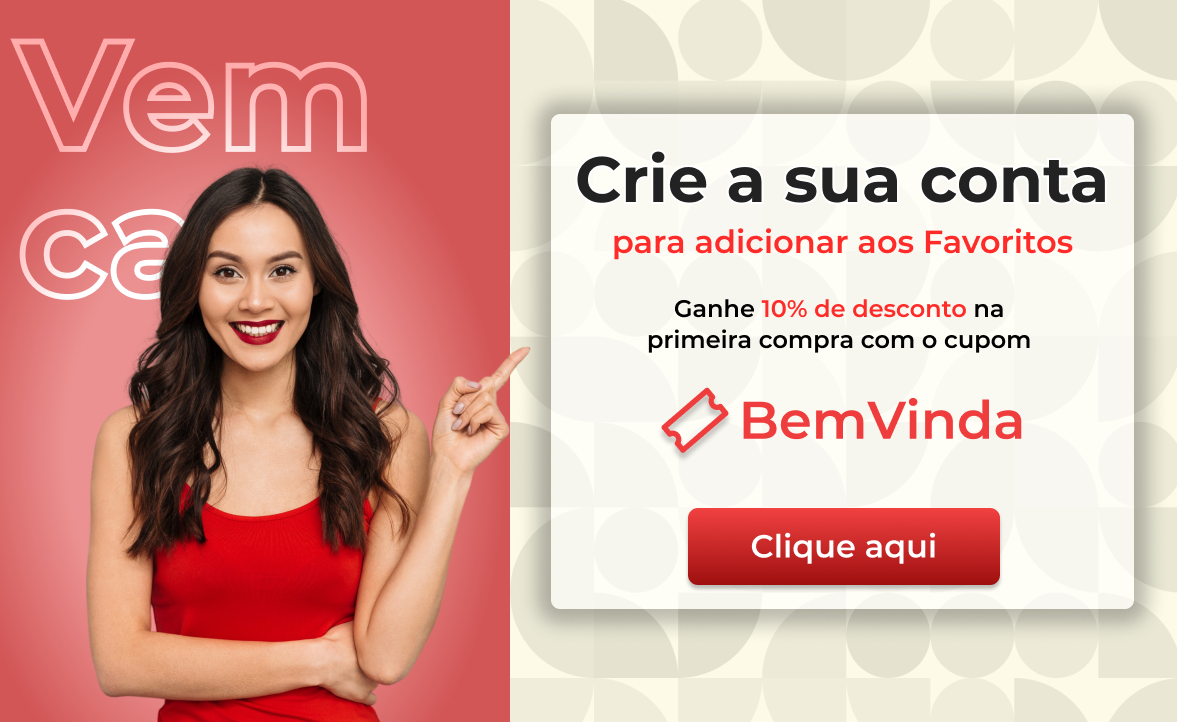 Vem
ca
Crie a sua conta
para adicionar aos Favoritos
Ganhe 10% de desconto na
primeira compra com o cupom
BemVinda
Clique aqui